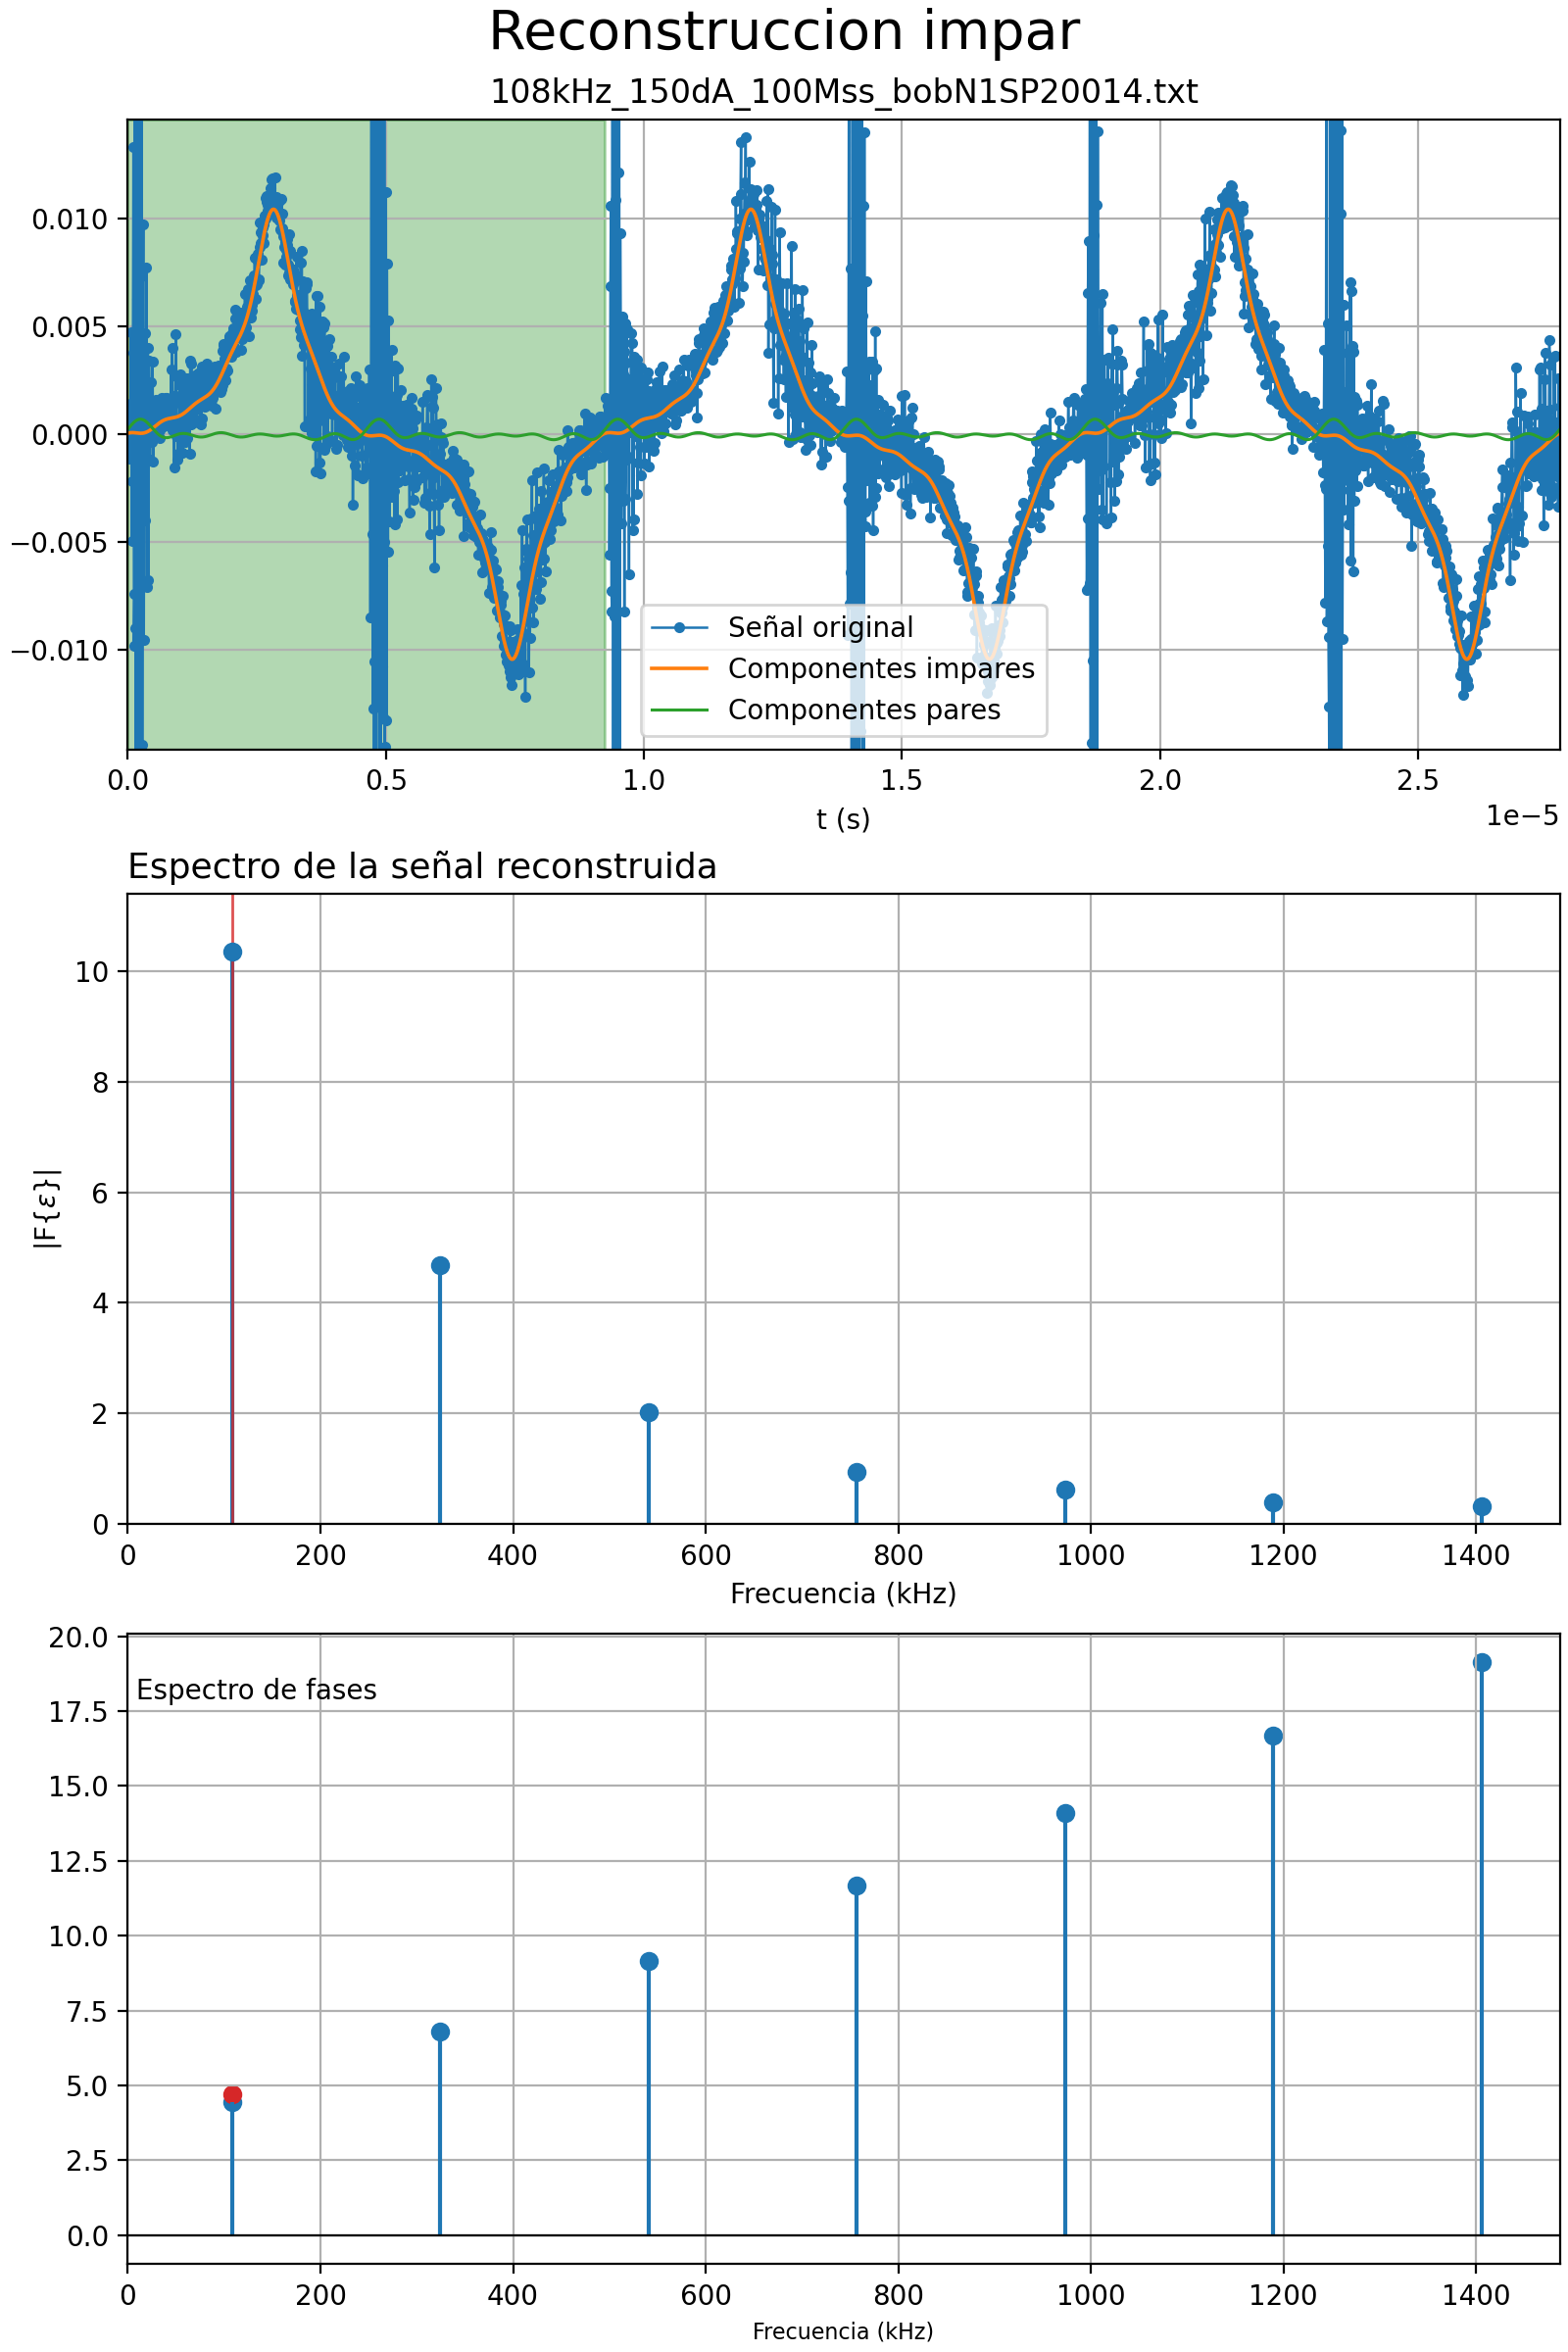 Reconstruccion impar
108kHz_150dA_100Mss_bobN1SP20014.txt
0.010
0.005
0.000
−0.005
−0.010
Señal original
Componentes impares
Componentes pares
0.0 0.5 1.0 1.5 2.0 2.5
1e−5
t (s)
Espectro de la señal reconstruida
10
8
6
4
2
0
|F{ε}|
0 200 400 600 800 1000 1200 1400
Frecuencia (kHz)
20.0
Espectro de fases
17.5
15.0
12.5
10.0
7.5
5.0
2.5
0.0
0 200 400 600 800 1000 1200 1400
Frecuencia (kHz)